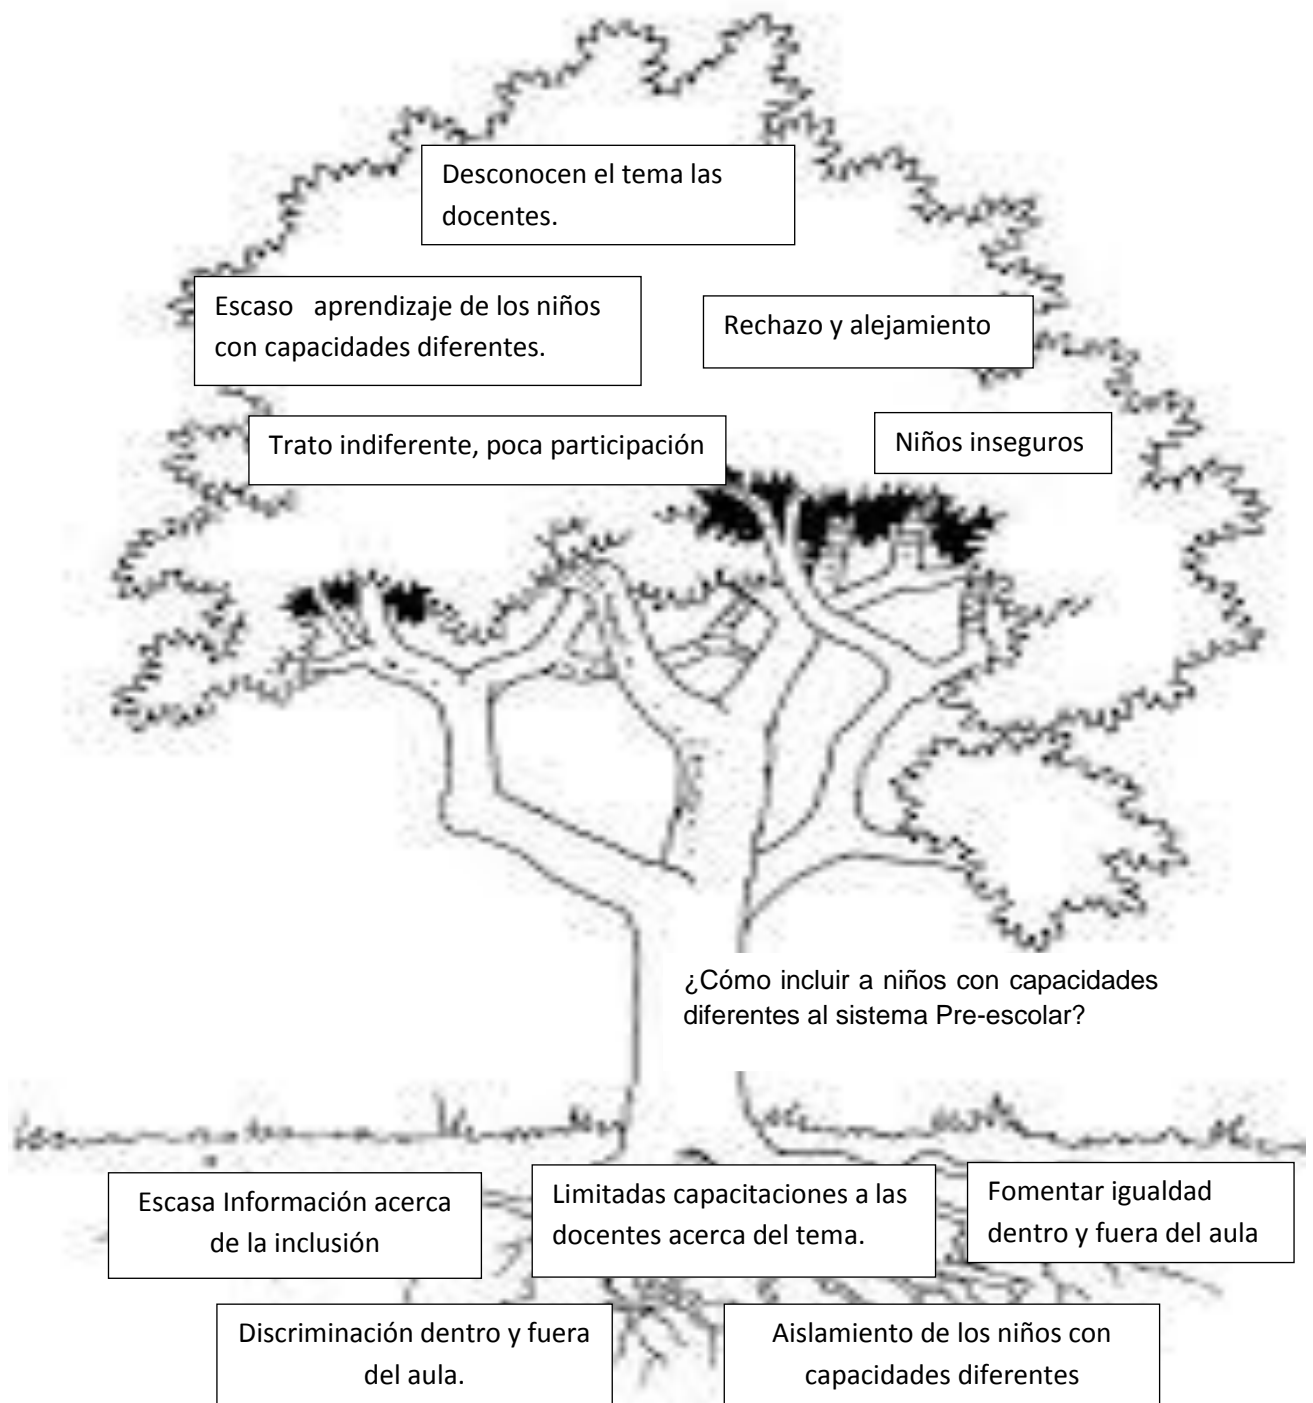 Desconocen el tema las
docentes.
Escaso aprendizaje de los niños
con capacidades diferentes.
Rechazo y alejamiento
Trato indiferente, poca participación
Niños inseguros
¿Cómo incluir a niños con capacidades
diferentes al sistema Pre-escolar?
Escasa Información acerca
de la inclusión
Limitadas capacitaciones a las
docentes acerca del tema.
Fomentar igualdad
dentro y fuera del aula
Discriminación dentro y fuera
del aula.
Aislamiento de los niños con
capacidades diferentes